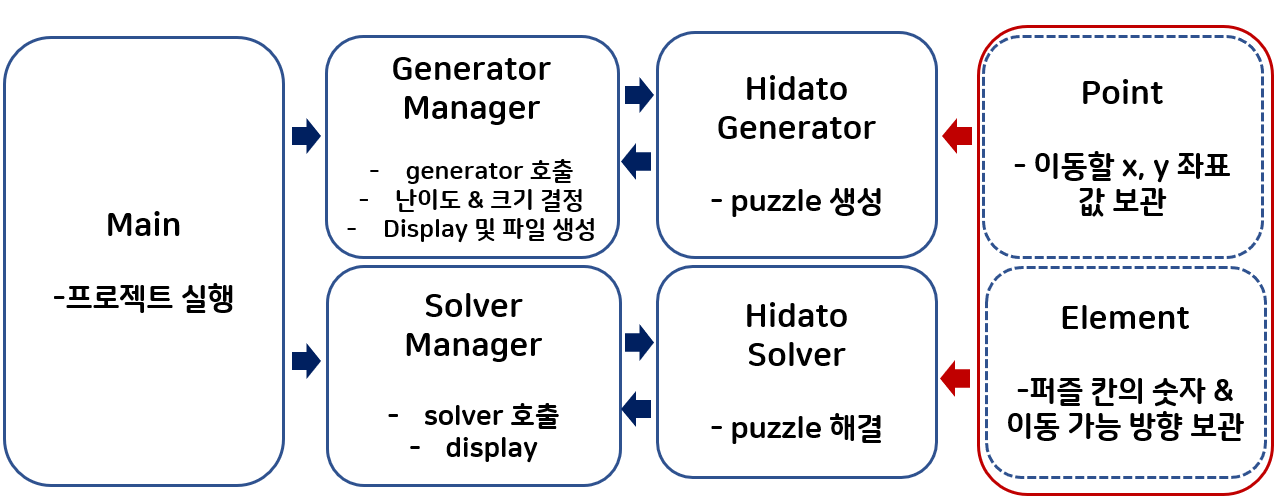 Main
-프로젝트 실행
Generator
Manager
- generator 호출
- 난이도 & 크기 결정
- Display 및 파일 생성
Hidato
Generator
- puzzle 생성
Point
- 이동할 x, y 좌표
값 보관
Solver
Manager
- solver 호출
- display
Hidato
Solver
- puzzle 해결
Element
-퍼즐 칸의 숫자 &
이동 가능 방향 보관